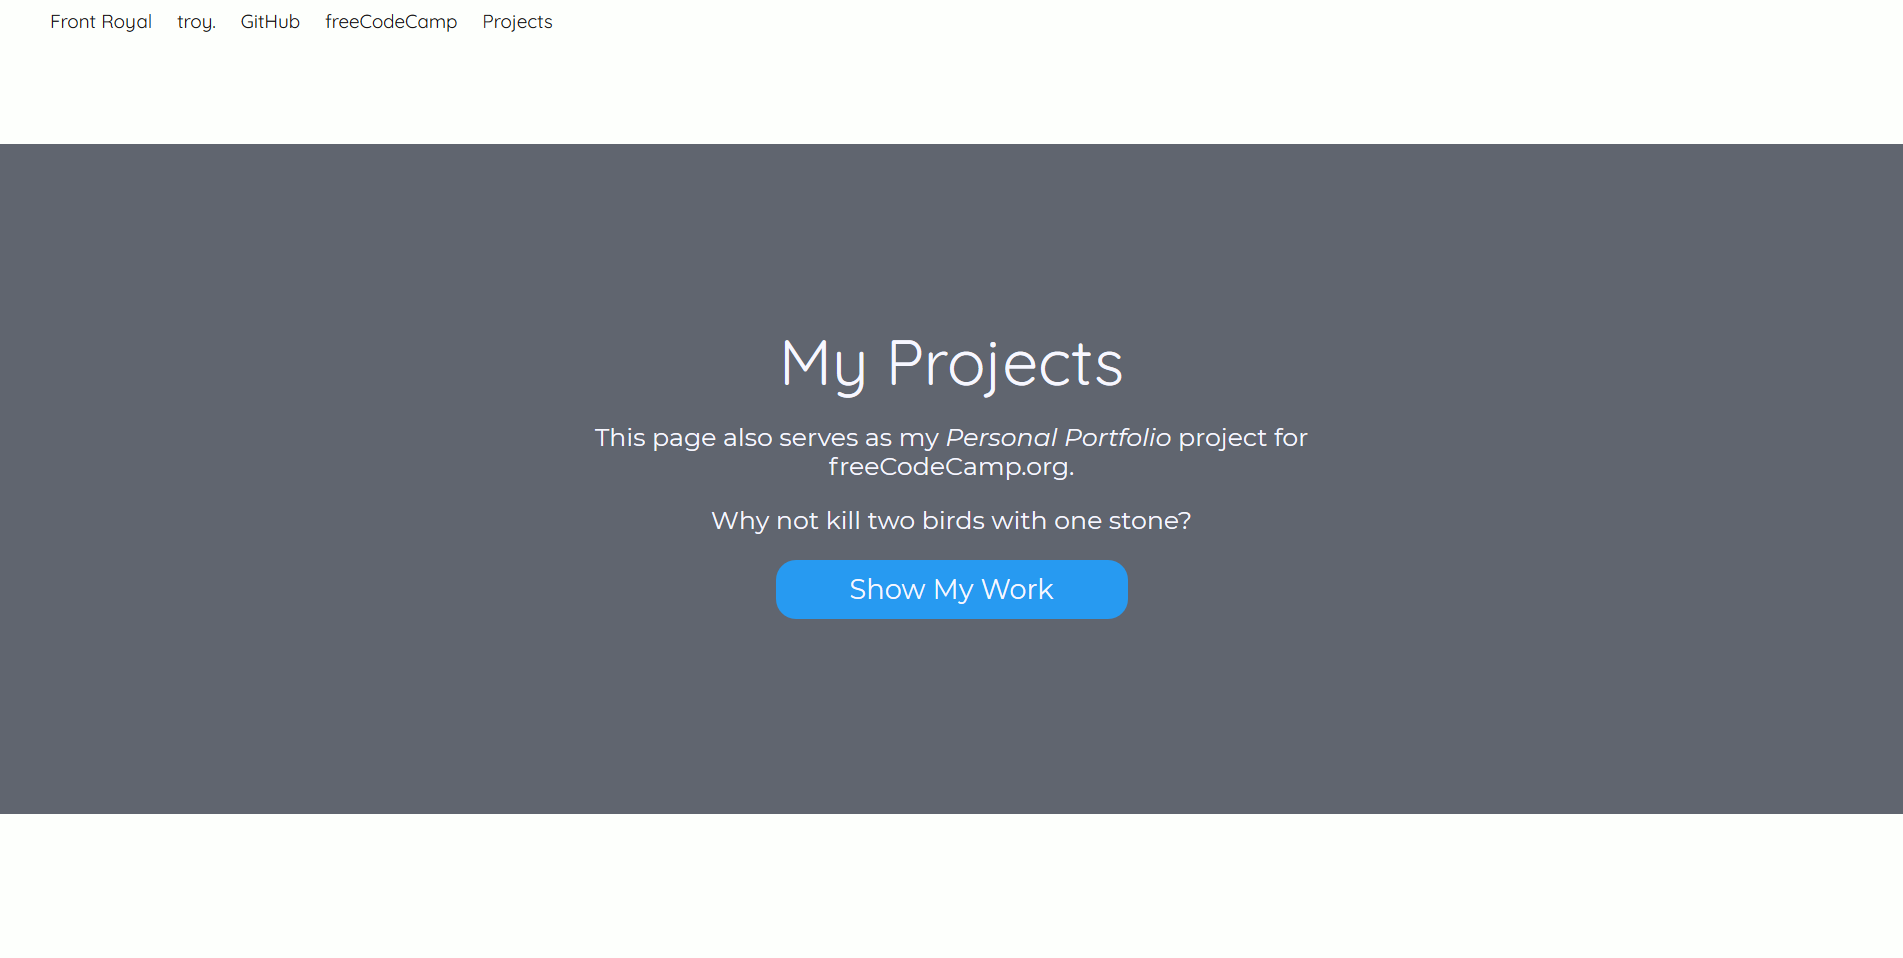 Front Royal troy. GitHub freeCodeCamp Projects
My Projects
This page also serves as my Personal Portfolio project for
freeCodeCamp.org.
Why not kill two birds with one stone?
Show My Work